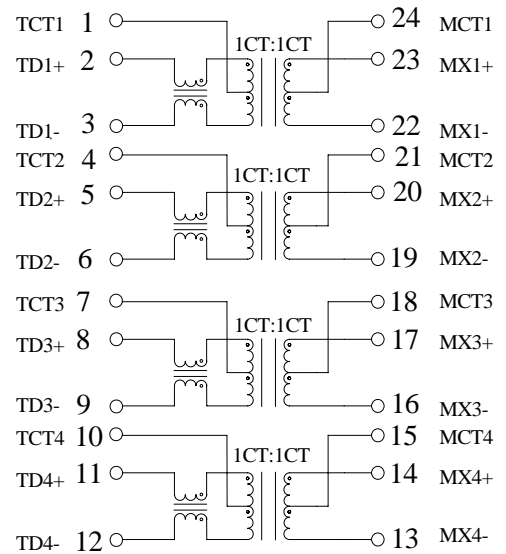 TCT1 1 24 MCT1
1CT:1CT
TD1+ 2 23 MX1+
TD1- 3 22 MX1-
TCT2 4 21 MCT2
1CT:1CT
TD2+ 5 20 MX2+
TD2- 6 19 MX2-
TCT3 7 18 MCT3
1CT:1CT
TD3+ 8 17 MX3+
TD3- 9 16 MX3-
TCT4 10 15 MCT4
1CT:1CT
TD4+ 11 14 MX4+
TD4- 12 13 MX4-